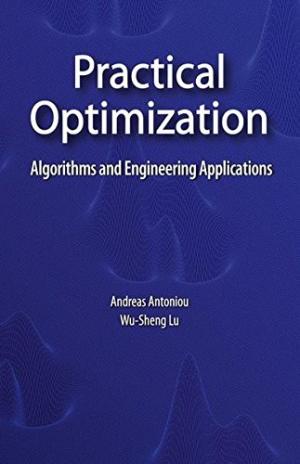 Practical
Optimization
Algorithms and Engineering Applications
Andreas Antoniou
Wu-Sheng Lu